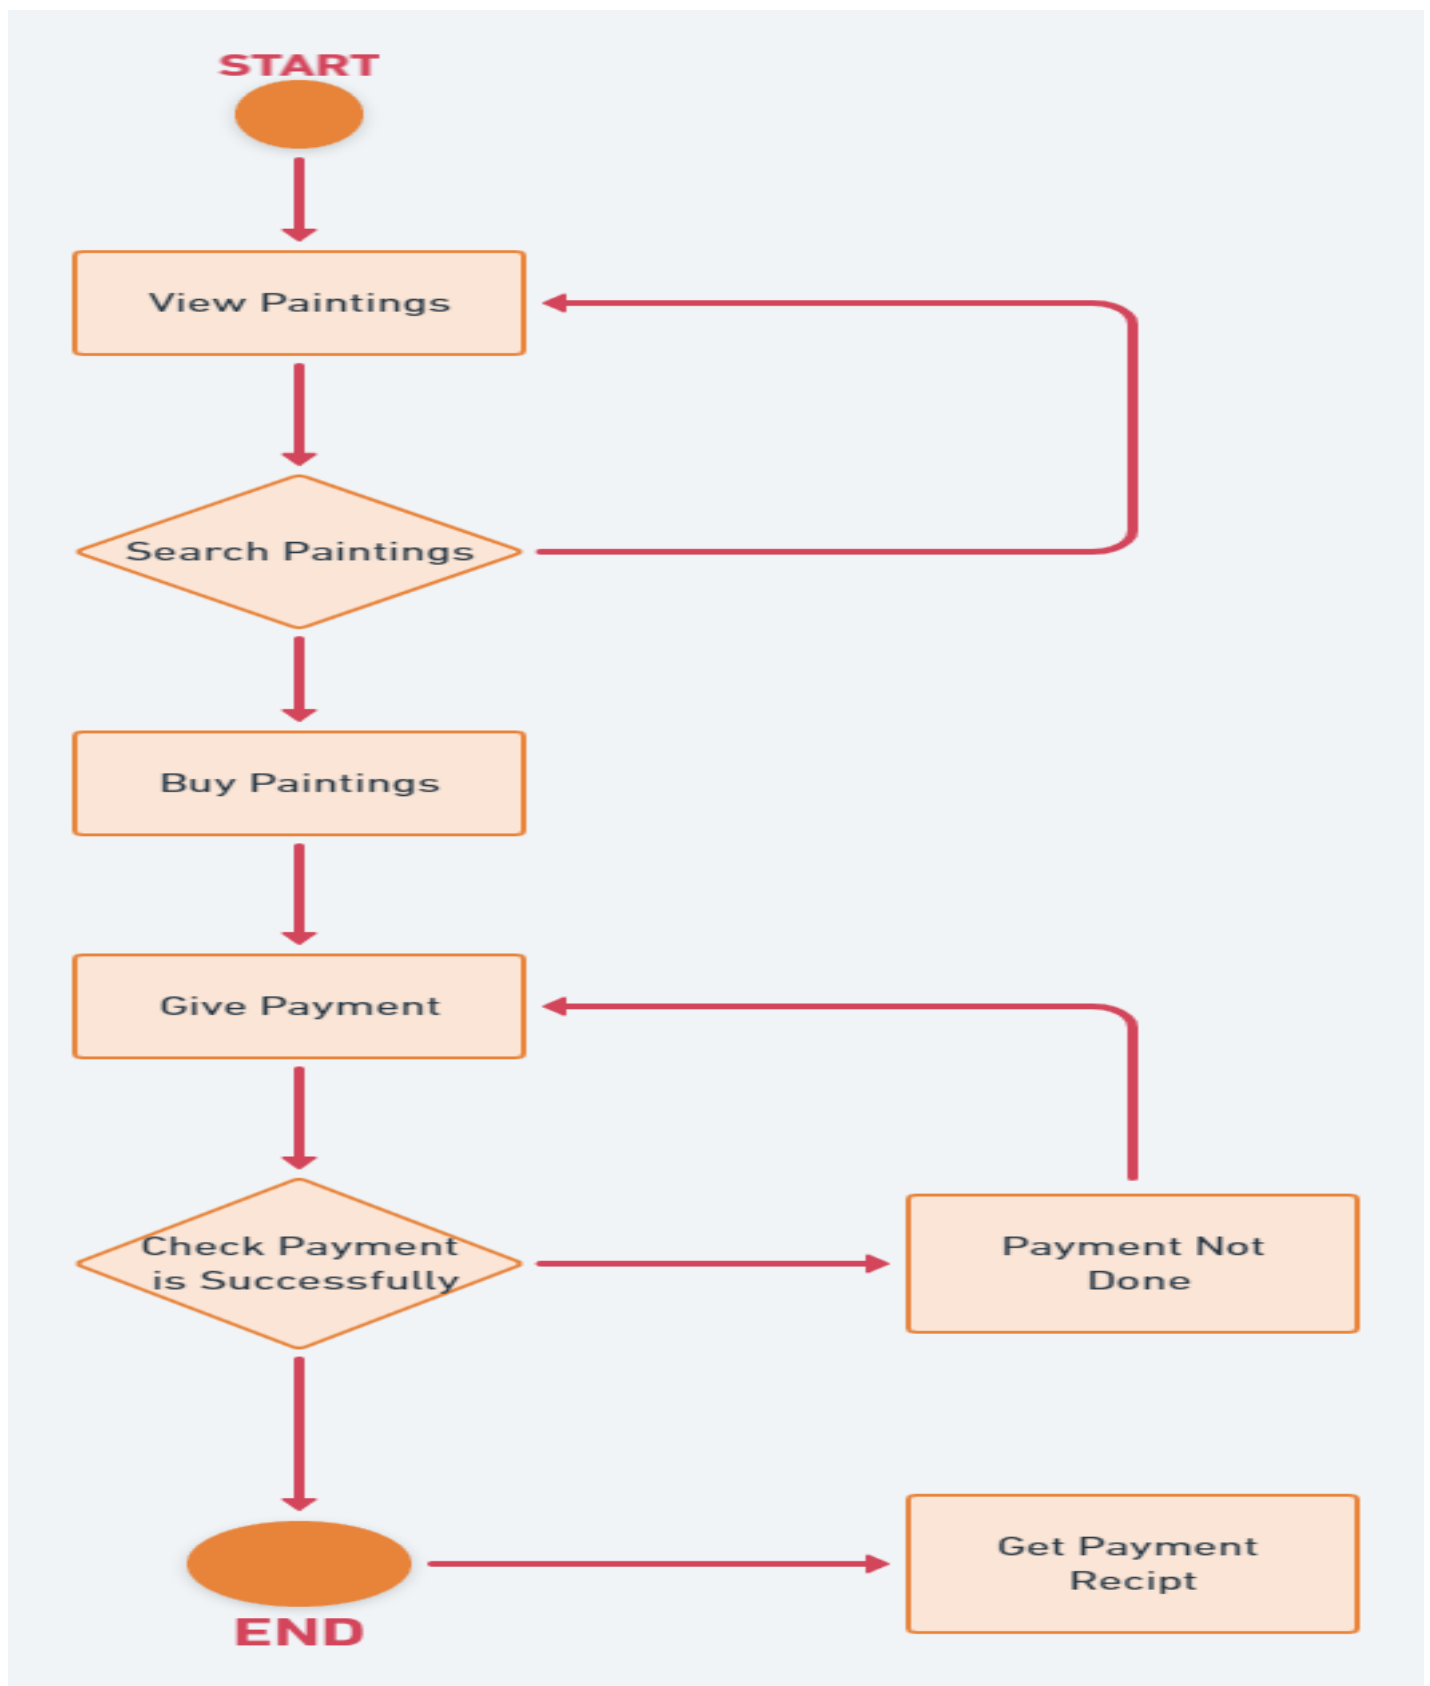 START
View Paintings
Search Paintings
Buy Paintings
Give Payment
Check Payment
is Successfully
Payment Not
Done
Get Payment
Recipt
END